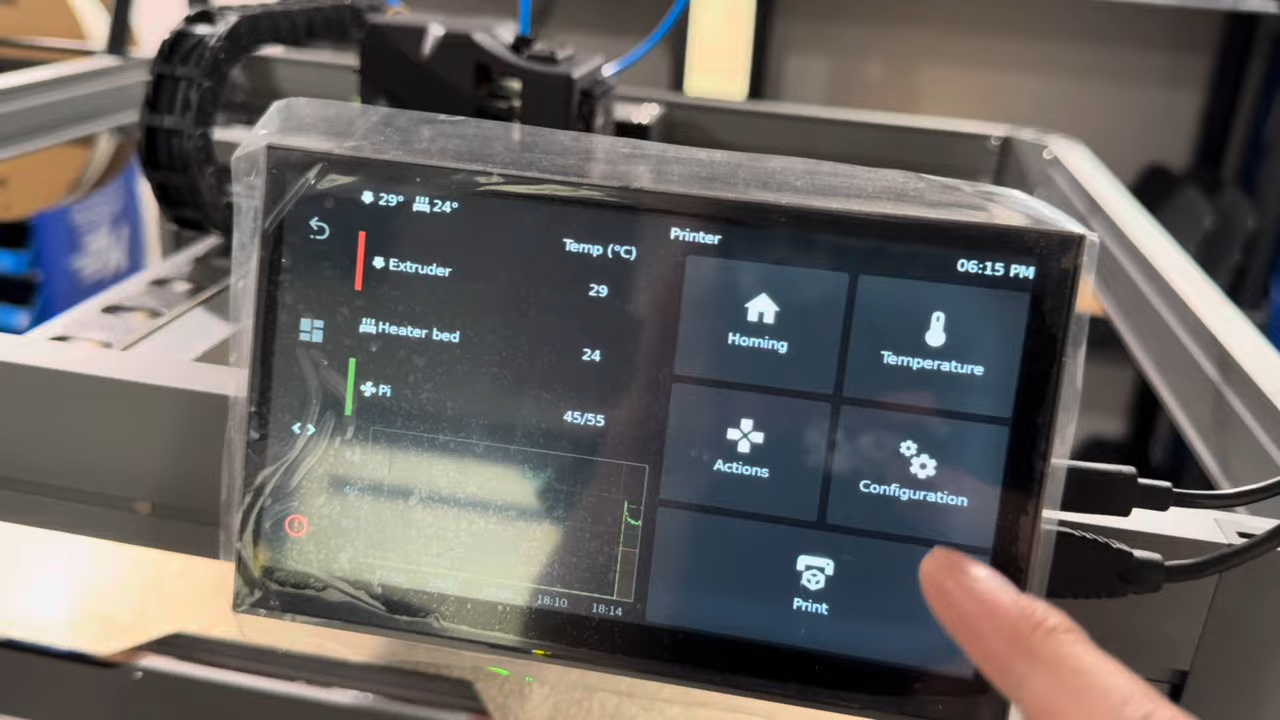 29° 24°
Temp (°C)
Extruder
29
Heater bed
24
Pi
45/55
18:10
18:14
Printer
06:15 PM
Homing
Temperature
Actions
Configuration
Print